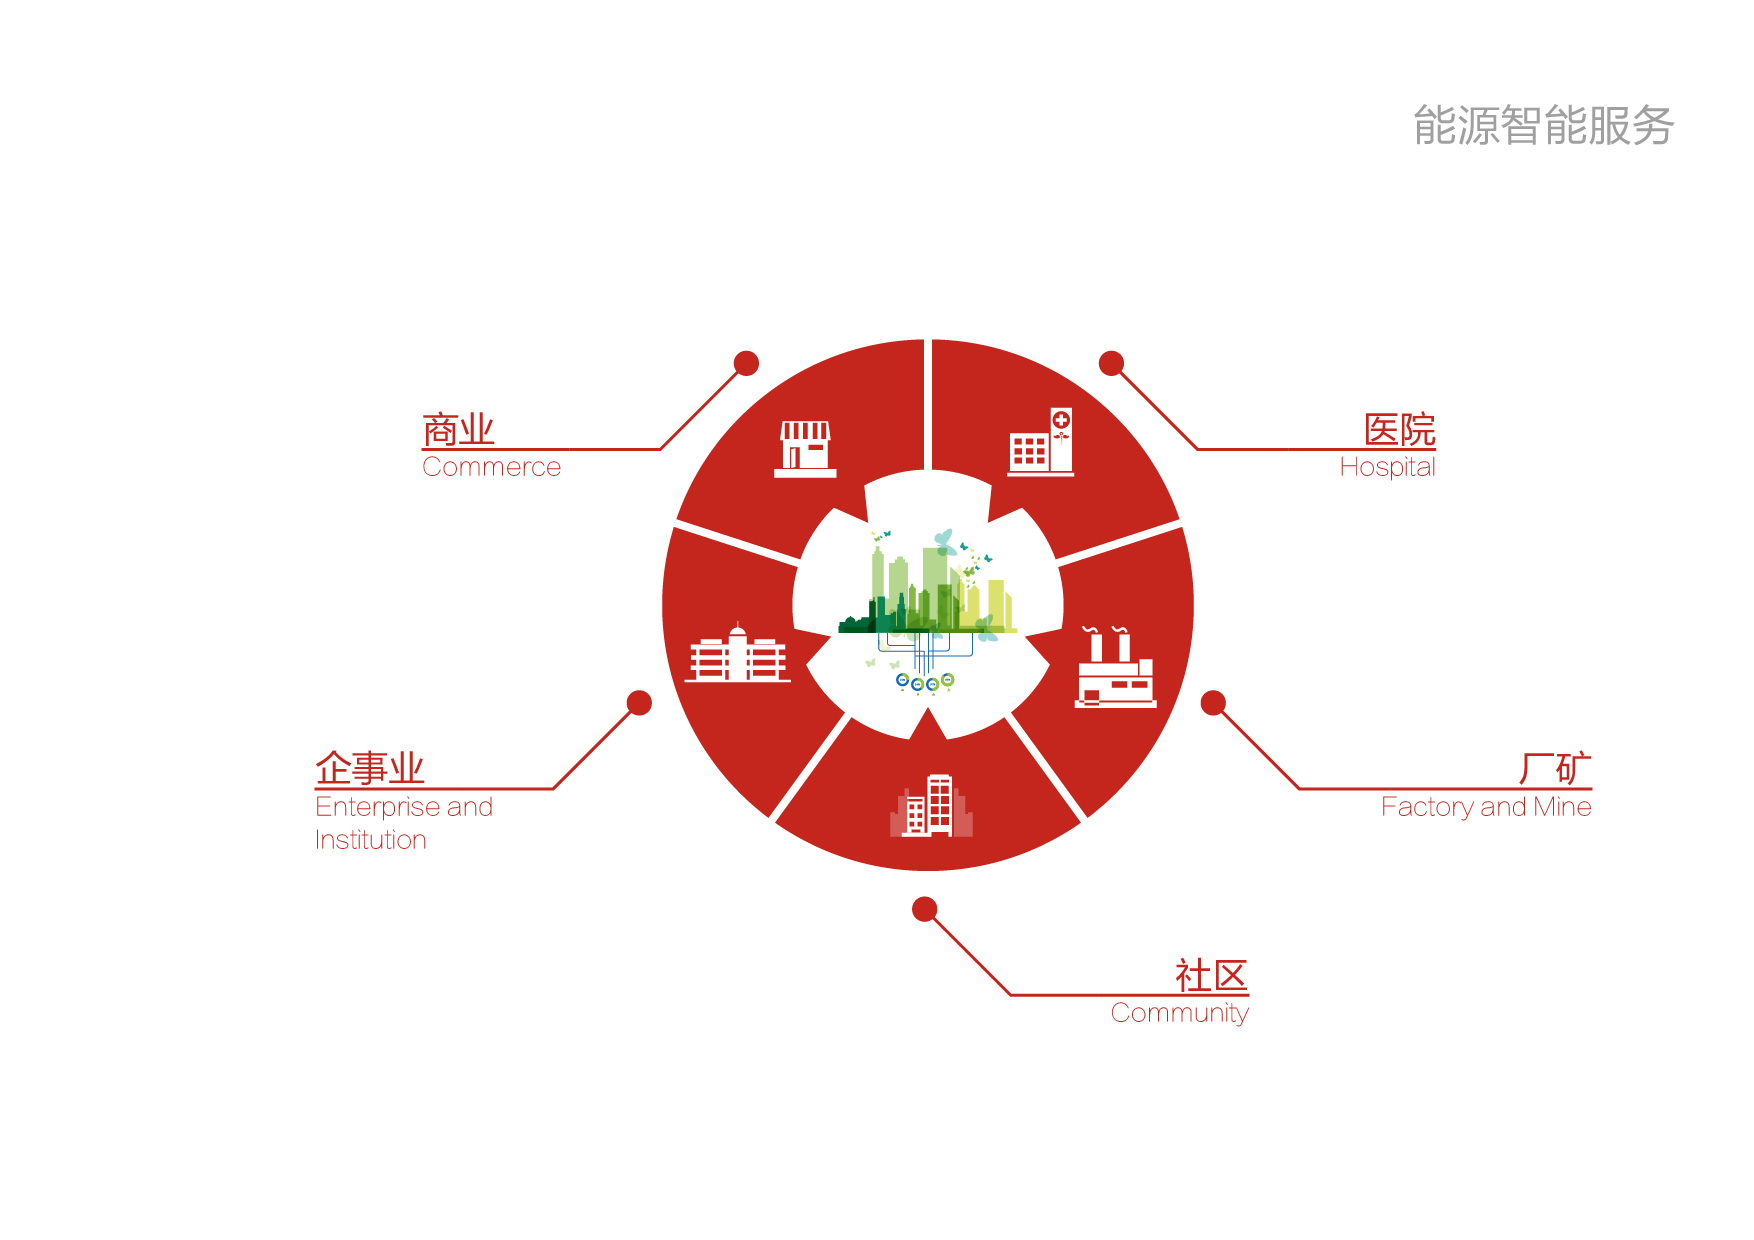 能源智能服务
商业
Commerce
医院
Hospital
企事业
Enterprise and
Institution
厂矿
Factory and Mine
社区
Community